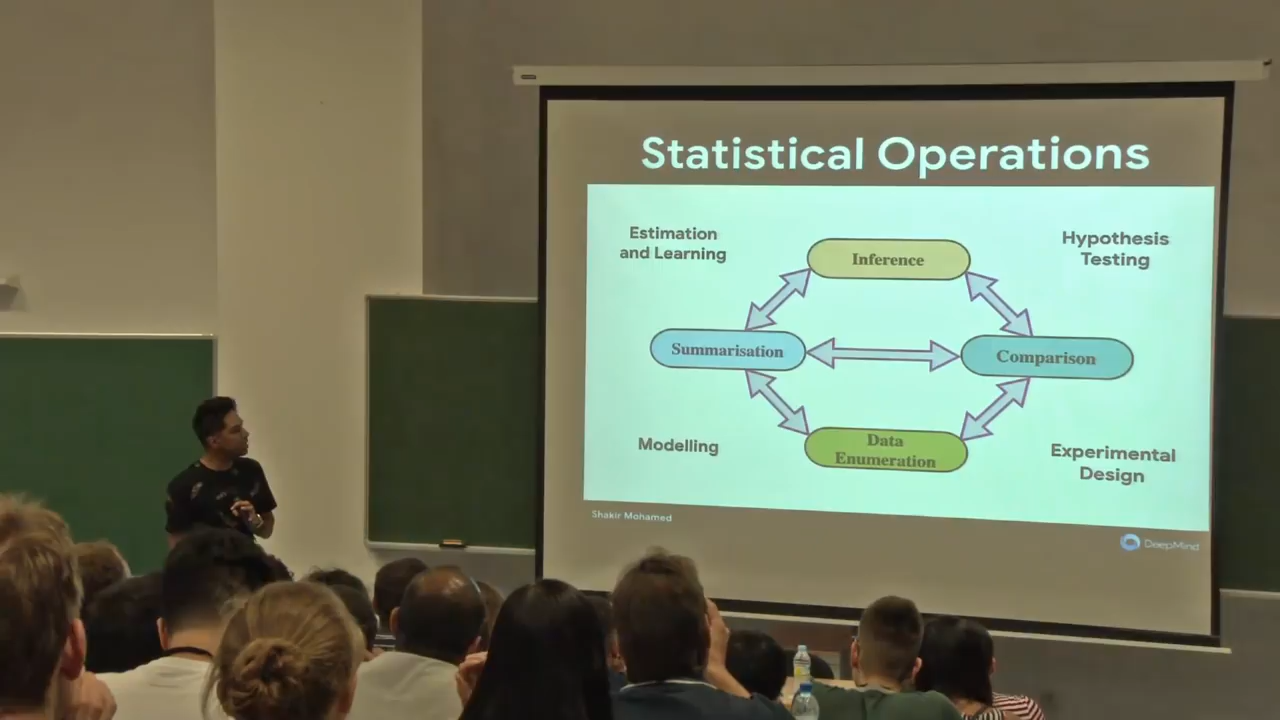 Statistical Operations
Estimation
and Learning
Inference
Hypothesis
Testing
Summarisation
Comparison
Modelling
Data
Enumeration
Experimental
Design
Shakir Mohamed
DeepMind